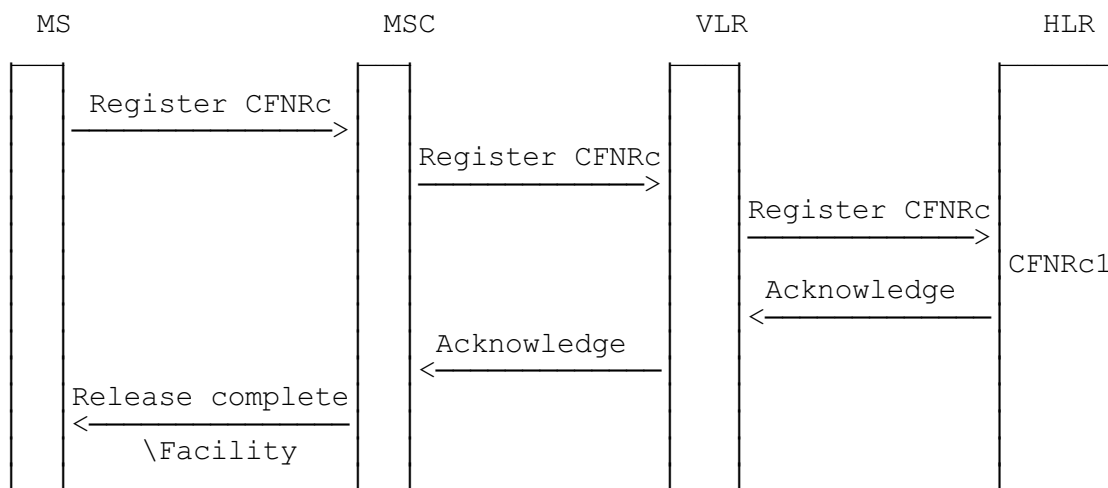 MS MSC VLR HLR
Register CFNRc
Register CFNRc
Register CFNRc
CFNRc1
Acknowledge
Acknowledge
Release complete
\Facility